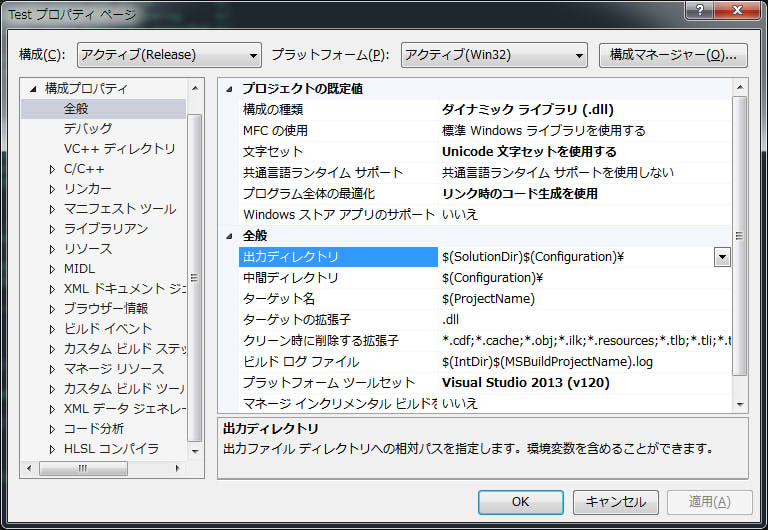 Test プロパティ ページ
構成(C): アクティブ(Release) プラットフォーム(P): アクティブ(Win32) 構成マネージャー(O)...
構成プロパティ
全般
デバッグ
VC++ ディレクトリ
C/C++
リンカー
マニフェスト ツール
ライブラリアン
リソース
MIDL
XML ドキュメント ジェ
ブラウザー情報
ビルド イベント
カスタム ビルド ステッ
マネージ リソース
カスタム ビルド ツール
XML データ ジェネレー
コード分析
HLSL コンパイラ
プロジェクトの既定値
構成の種類 ダイナミック ライブラリ (.dll)
MFC の使用 標準 Windows ライブラリを使用する
文字セット Unicode 文字セットを使用する
共通言語ランタイム サポート 共通言語ランタイム サポートを使用しない
プログラム全体の最適化 リンク時のコード生成を使用
Windows ストア アプリのサポート いいえ
全般
出力ディレクトリ $(SolutionDir)$(Configuration)¥
中間ディレクトリ $(Configuration)¥
ターゲット名 $(ProjectName)
ターゲットの拡張子 .dll
クリーン時に削除する拡張子 *.cdf;*.cache;*.obj;*.ilk;*.resources;*.tlb;*.tli;*.t
ビルド ログ ファイル $(IntDir)$(MSBuildProjectName).log
プラットフォーム ツールセット Visual Studio 2013 (v120)
マネージ インクリメンタル ビルドを いいえ
出力ディレクトリ
出力ファイル ディレクトリへの相対パスを指定します。環境変数を含めることができます。
OK キャンセル 適用(A)